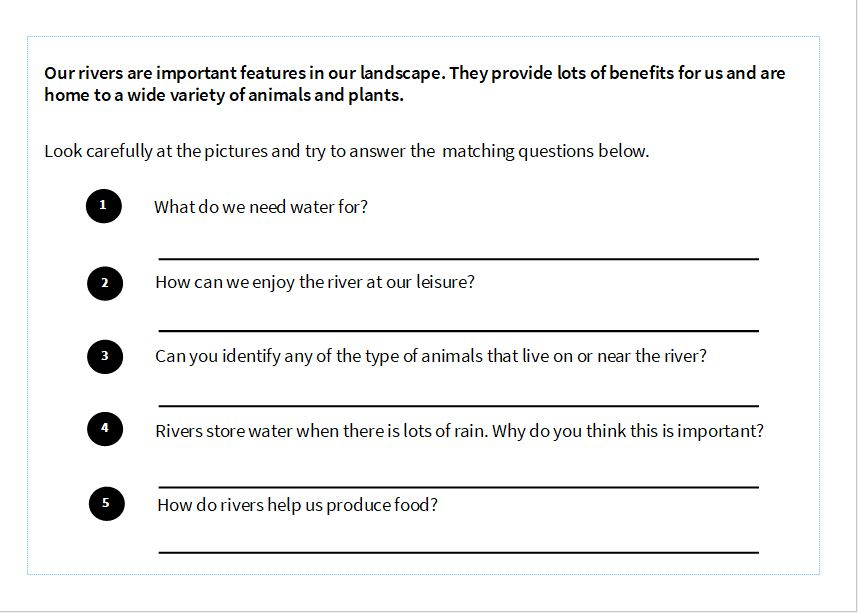 Our rivers are important features in our landscape. They provide lots of benefits for us and are
home to a wide variety of animals and plants.
Look carefully at the pictures and try to answer the matching questions below.
1 What do we need water for?
2 How can we enjoy the river at our leisure?
3 Can you identify any of the type of animals that live on or near the river?
4 Rivers store water when there is lots of rain. Why do you think this is important?
5 How do rivers help us produce food?